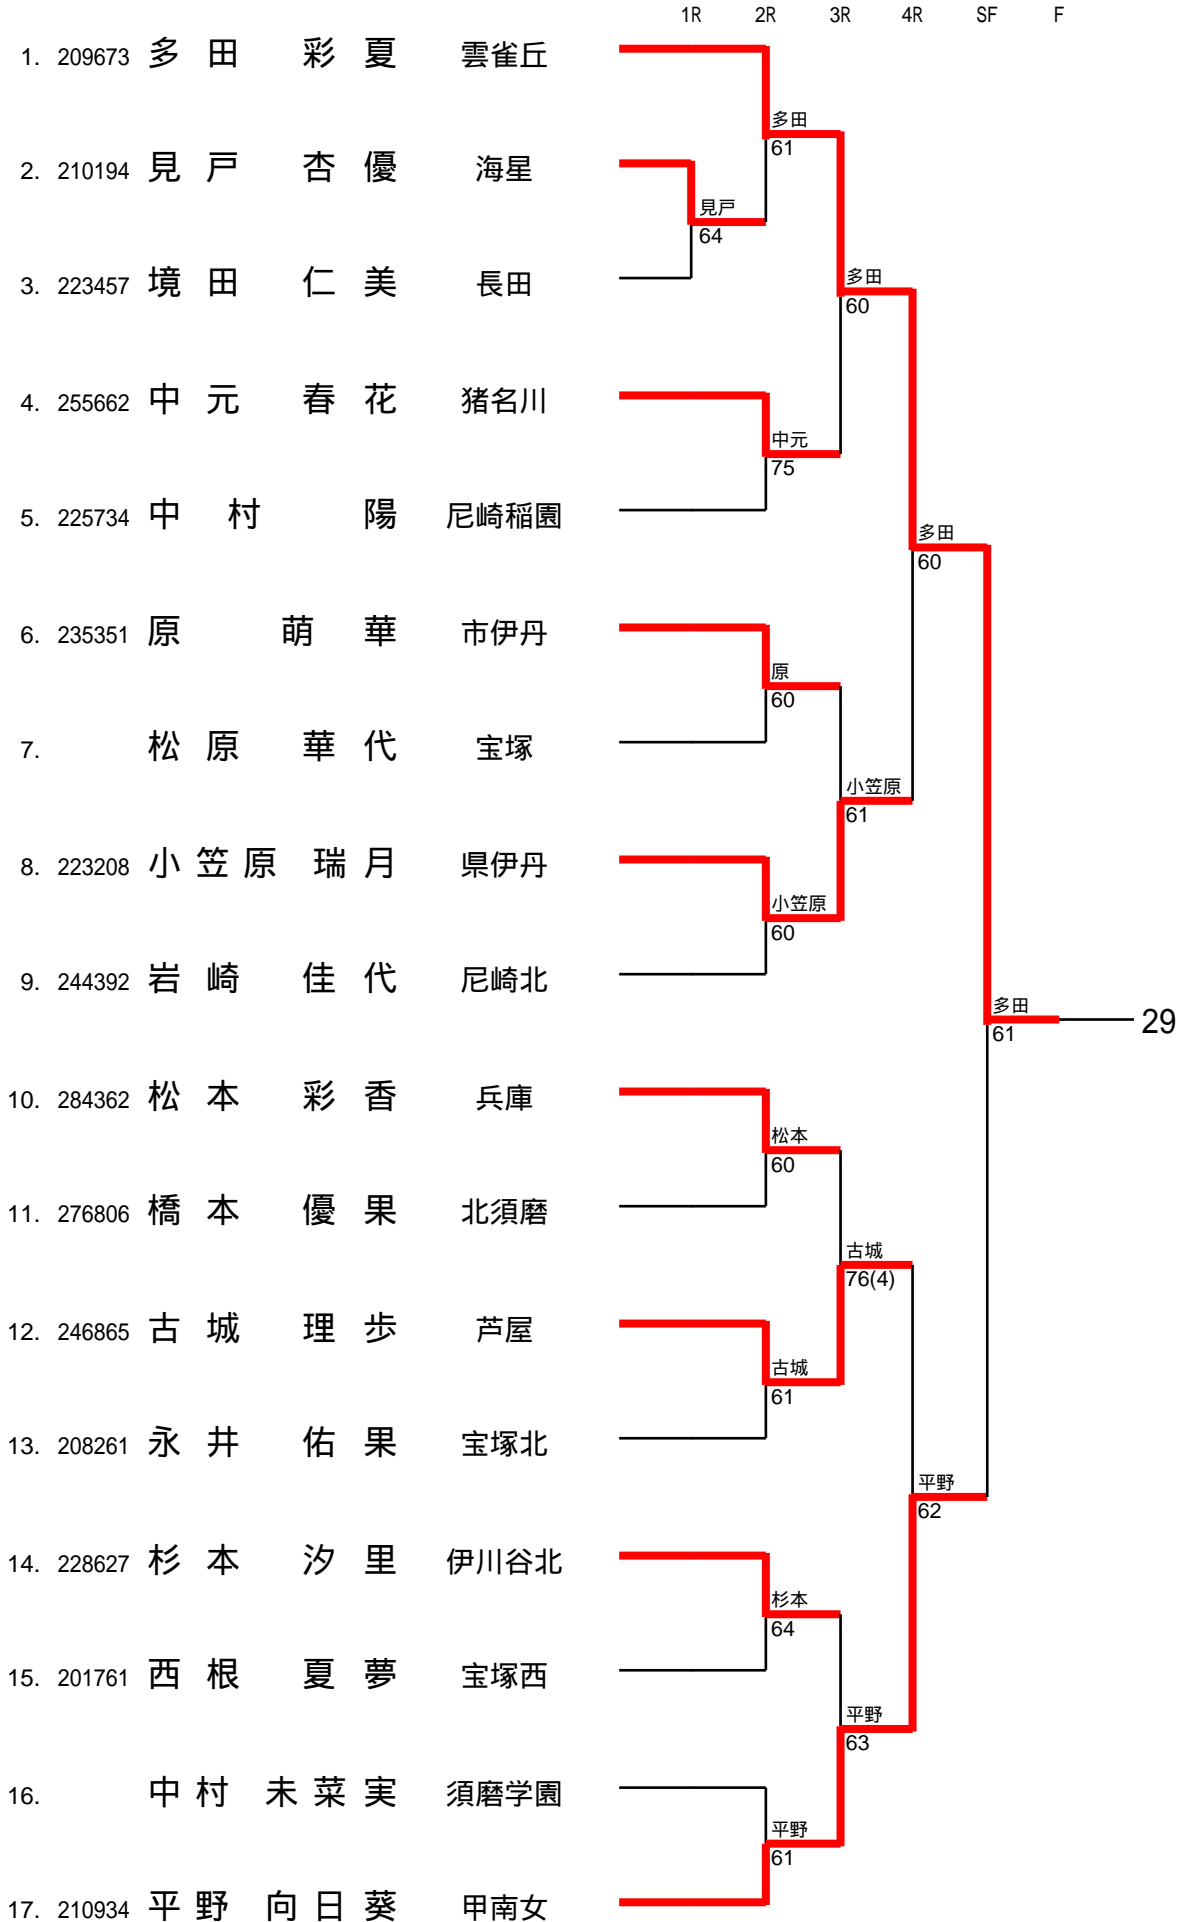 1R 2R 3R 4R SF F
1. 209673 多田 彩夏 雲雀丘
多田
61
2. 210194 見戸 杏優 海星
見戸
64
3. 223457 境田 仁美 長田
多田
60
4. 255662 中元 春花 猪名川
中元
75
5. 225734 中村 陽 尼崎稲園
多田
60
6. 235351 原 萌華 市伊丹
原
60
7. 松原 華代 宝塚
小笠原
61
8. 223208 小笠原 瑞月 県伊丹
小笠原
60
9. 244392 岩崎 佳代 尼崎北
多田
61
29
10. 284362 松本 彩香 兵庫
松本
60
11. 276806 橋本 優果 北須磨
古城
76(4)
12. 246865 古城 理歩 芦屋
古城
61
13. 208261 永井 佑果 宝塚北
平野
62
14. 228627 杉本 汐里 伊川谷北
杉本
64
15. 201761 西根 夏夢 宝塚西
平野
63
16. 中村 未菜実 須磨学園
平野
61
17. 210934 平野 向日葵 甲南女